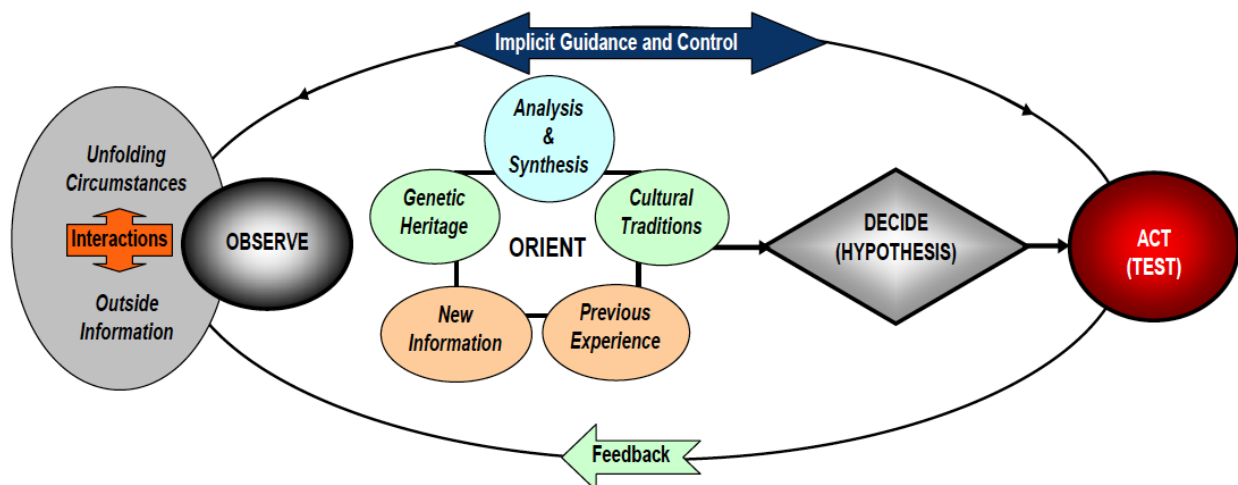 Implicit Guidance and Control
Analysis
&
Synthesis
Unfolding
Circumstances
Interactions
Outside
Information
OBSERVE
Genetic
Heritage
Cultural
Traditions
ORIENT
New
Information
Previous
Experience
DECIDE
(HYPOTHESIS)
ACT
(TEST)
Feedback